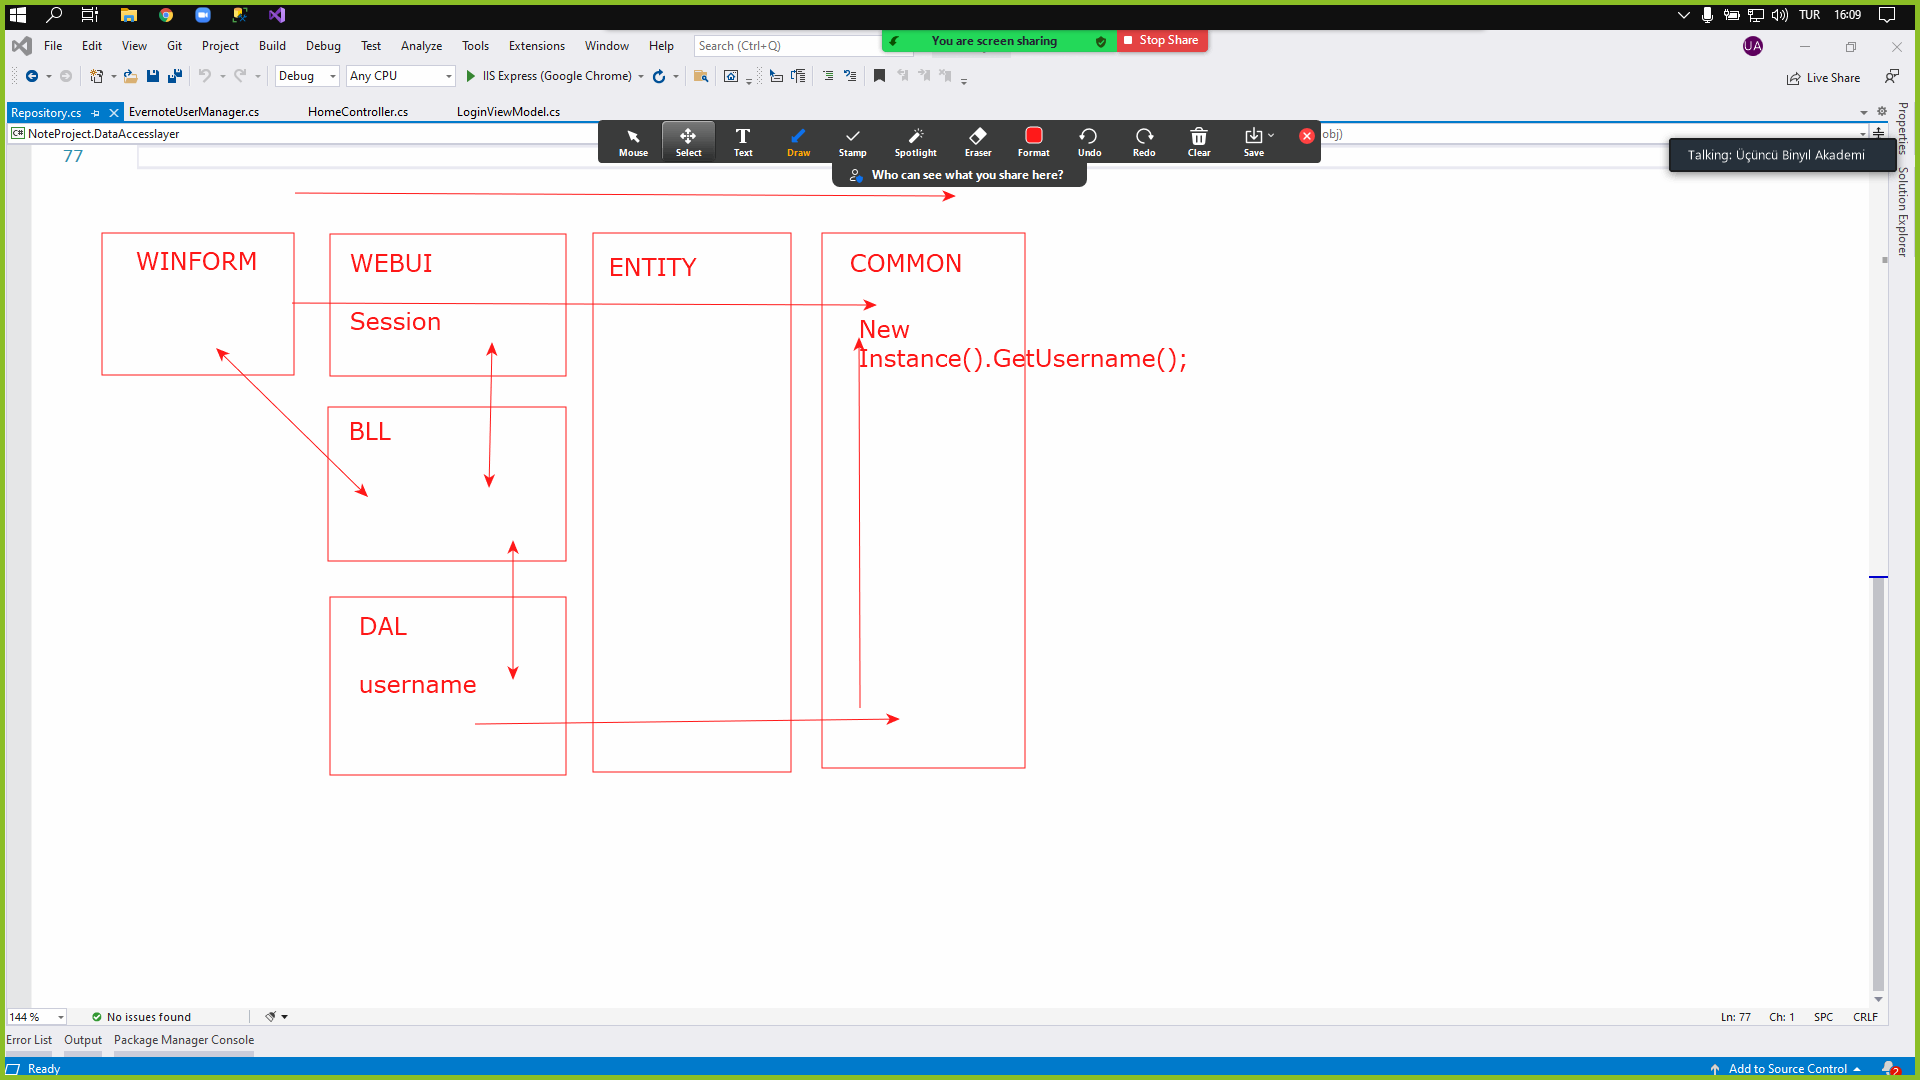 TUR 16:09
File Edit View Git Project Build Debug Test Analyze Tools Extensions Window Help Search (Ctrl+Q)
You are screen sharing Stop Share
UA
Debug Any CPU IIS Express (Google Chrome) Live Share
Repository.cs EvernoteUserManager.cs HomeController.cs LoginViewModel.cs
C# NoteProject.DataAccesslayer obj)
Mouse Select Text Draw Stamp Spotlight Eraser Format Undo Redo Clear Save
Who can see what you share here?
Talking: Üçüncü Binyıl Akademi
Properties
Solution Explorer
77
WINFORM
WEBUI
Session
ENTITY
COMMON
New
Instance().GetUsername();
BLL
DAL
username
144 % No issues found Ln: 77 Ch: 1 SPC CRLF
Error List Output Package Manager Console
Ready Add to Source Control 2